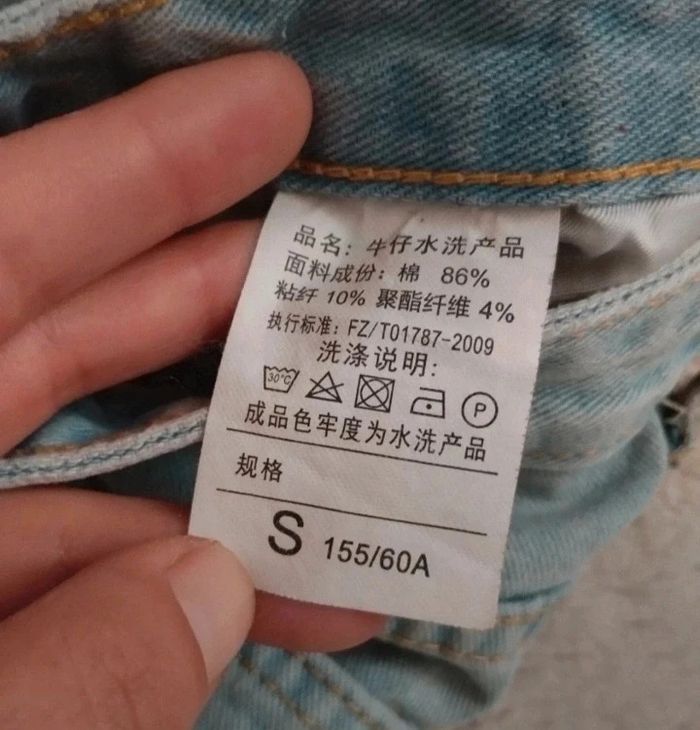 品名：牛仔水洗产品
面料成份：棉 86%
粘纤 10% 聚酯纤维 4%
执行标准：FZ/T01787-2009
洗涤说明：
30℃ P
成品色牢度为水洗产品
规格
S 155/60A